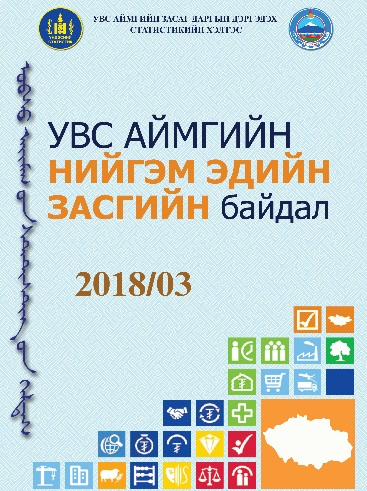 УВС АЙМГИЙН ЗАСАГ ДАРГЫН ДЭРГЭДЭХ
СТАТИСТИКИЙН ХЭЛТЭС
УВС АЙМГИЙН
НИЙГЭМ ЭДИЙН
ЗАСГИЙН байдал
2018/03